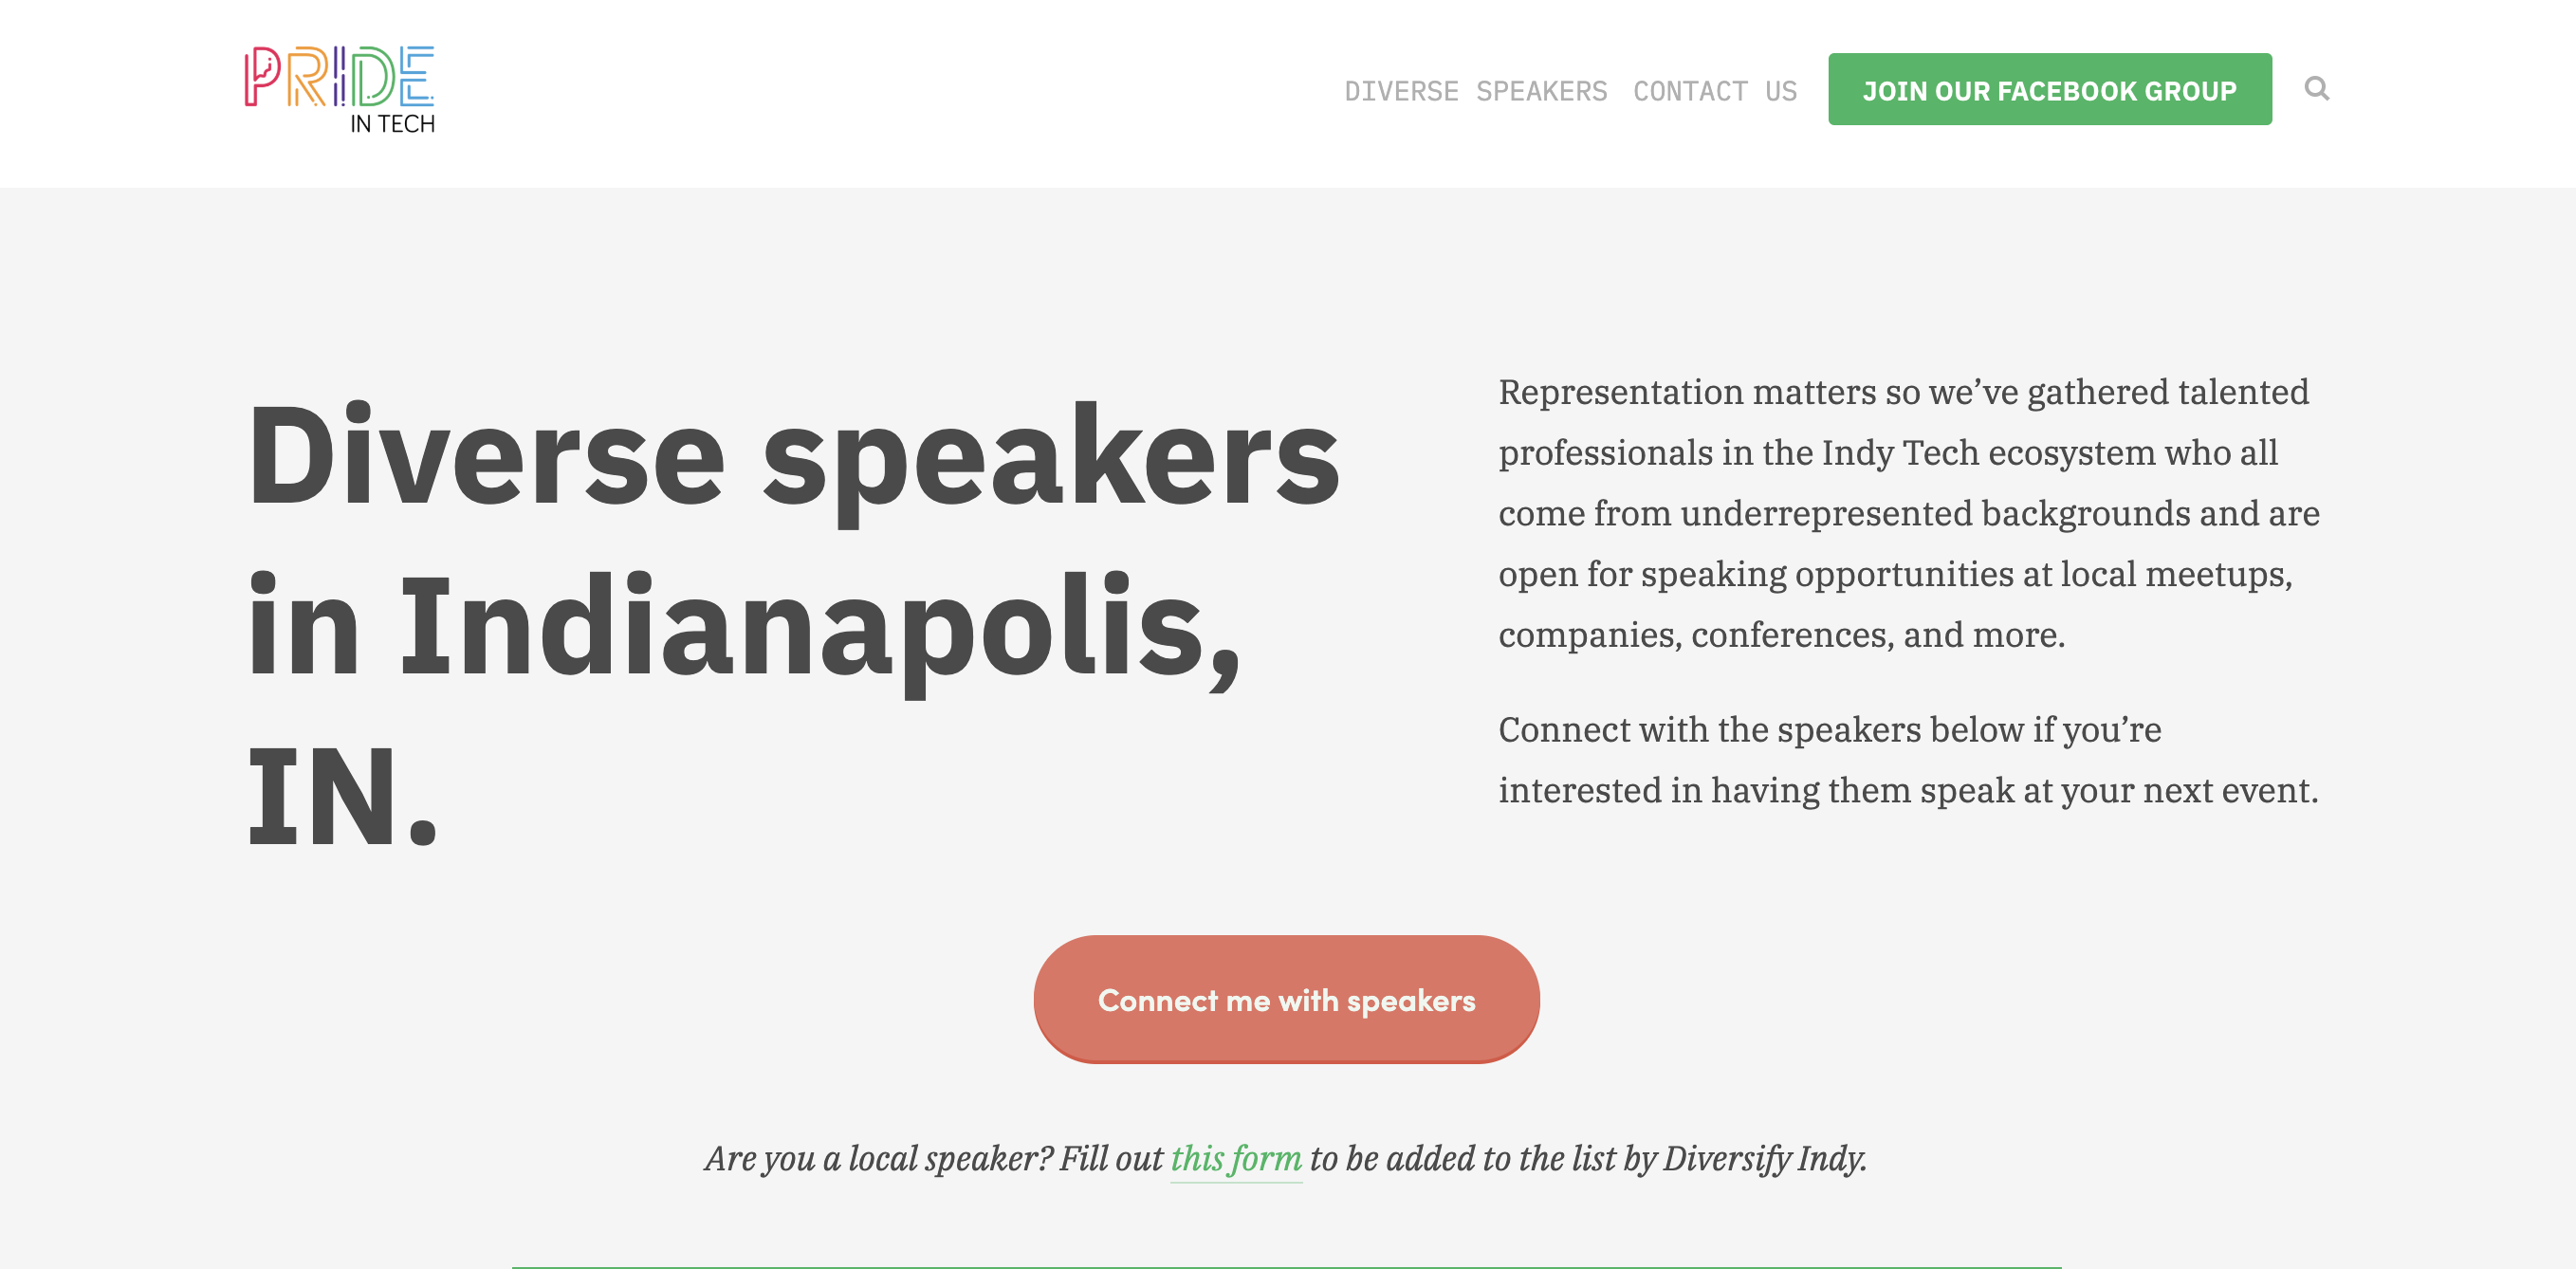 PRIDE
IN TECH
DIVERSE SPEAKERS
CONTACT US
JOIN OUR FACEBOOK GROUP
Diverse speakers
in Indianapolis,
IN.
Representation matters so we’ve gathered talented
professionals in the Indy Tech ecosystem who all
come from underrepresented backgrounds and are
open for speaking opportunities at local meetups,
companies, conferences, and more.
Connect with the speakers below if you’re
interested in having them speak at your next event.
Connect me with speakers
Are you a local speaker? Fill out this form to be added to the list by Diversify Indy.